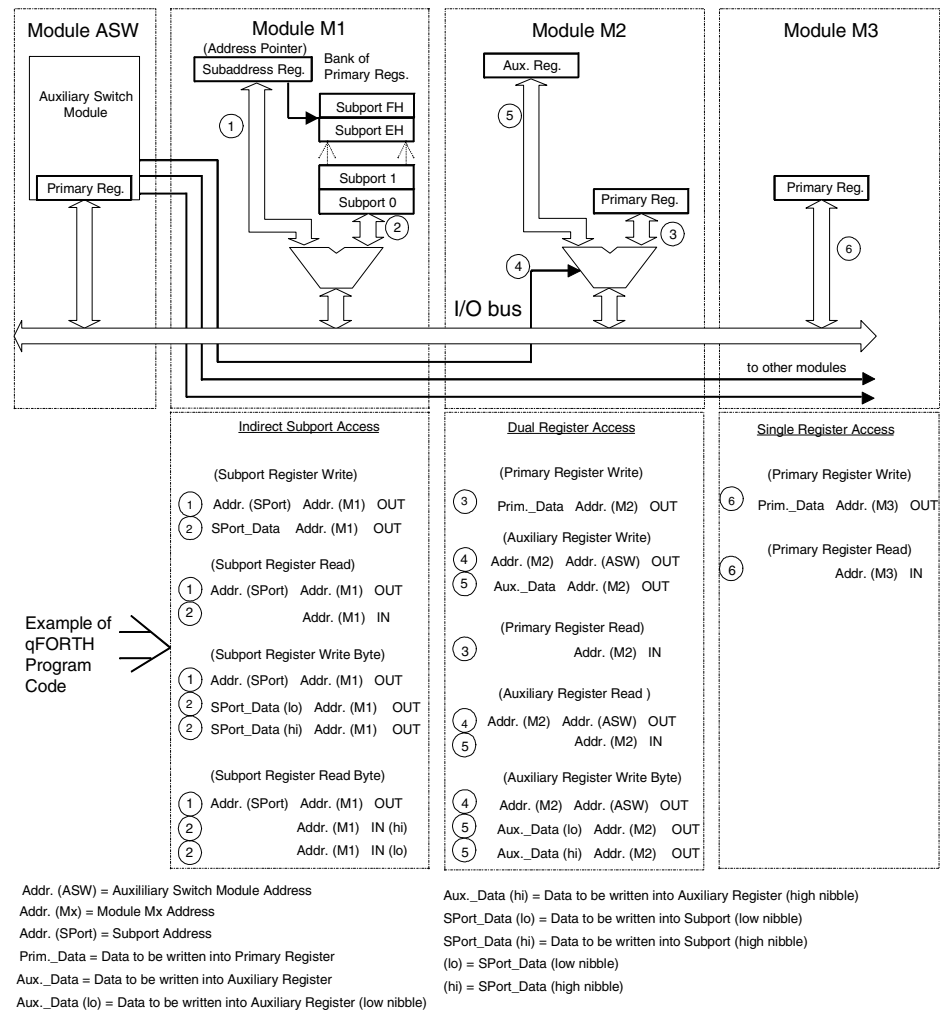 Module ASW
Auxiliary Switch
Module
Primary Reg.
Module M1
(Address Pointer)
Subaddress Reg.
Bank of
Primary Regs.
Subport FH
Subport EH
Subport 1
Subport 0
1
2
Module M2
Aux. Reg.
5
Primary Reg.
3
4
I/O bus
Module M3
Primary Reg.
6
to other modules
Indirect Subport Access
(Subport Register Write)
1 Addr. (SPort) Addr. (M1) OUT
2 SPort_Data Addr. (M1) OUT
(Subport Register Read)
1 Addr. (SPort) Addr. (M1) OUT
2 Addr. (M1) IN
(Subport Register Write Byte)
1 Addr. (SPort) Addr. (M1) OUT
2 SPort_Data (lo) Addr. (M1) OUT
2 SPort_Data (hi) Addr. (M1) OUT
(Subport Register Read Byte)
1 Addr. (SPort) Addr. (M1) OUT
2 Addr. (M1) IN (hi)
2 Addr. (M1) IN (lo)
Dual Register Access
(Primary Register Write)
3 Prim._Data Addr. (M2) OUT
(Auxiliary Register Write)
4 Addr. (M2) Addr. (ASW) OUT
5 Aux._Data Addr. (M2) OUT
(Primary Register Read)
3 Addr. (M2) IN
(Auxiliary Register Read )
4 Addr. (M2) Addr. (ASW) OUT
5 Addr. (M2) IN
(Auxiliary Register Write Byte)
4 Addr. (M2) Addr. (ASW) OUT
5 Aux._Data (lo) Addr. (M2) OUT
5 Aux._Data (hi) Addr. (M2) OUT
Single Register Access
(Primary Register Write)
6 Prim._Data Addr. (M3) OUT
(Primary Register Read)
6 Addr. (M3) IN
Example of
qFORTH
Program
Code
Addr. (ASW) = Auxililiary Switch Module Address
Addr. (Mx) = Module Mx Address
Addr. (SPort) = Subport Address
Prim._Data = Data to be written into Primary Register
Aux._Data = Data to be written into Auxiliary Register
Aux._Data (lo) = Data to be written into Auxiliary Register (low nibble)
Aux._Data (hi) = Data to be written into Auxiliary Register (high nibble)
SPort_Data (lo) = Data to be written into Subport (low nibble)
SPort_Data (hi) = Data to be written into Subport (high nibble)
(lo) = SPort_Data (low nibble)
(hi) = SPort_Data (high nibble)